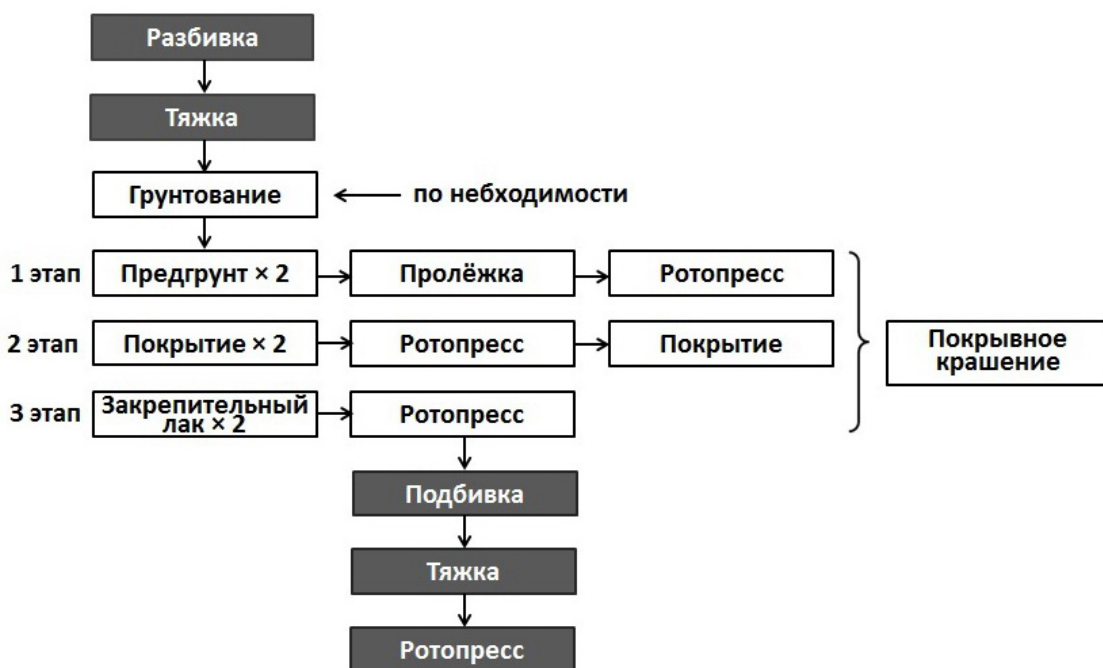 Разбивка
Тяжка
Грунтование
по небходимости
1 этап
Предгрунт × 2
Пролёжка
Ротопресс
2 этап
Покрытие × 2
Ротопресс
Покрытие
Покрывное
крашение
3 этап
Закрепительный
лак × 2
Ротопресс
Подбивка
Тяжка
Ротопресс